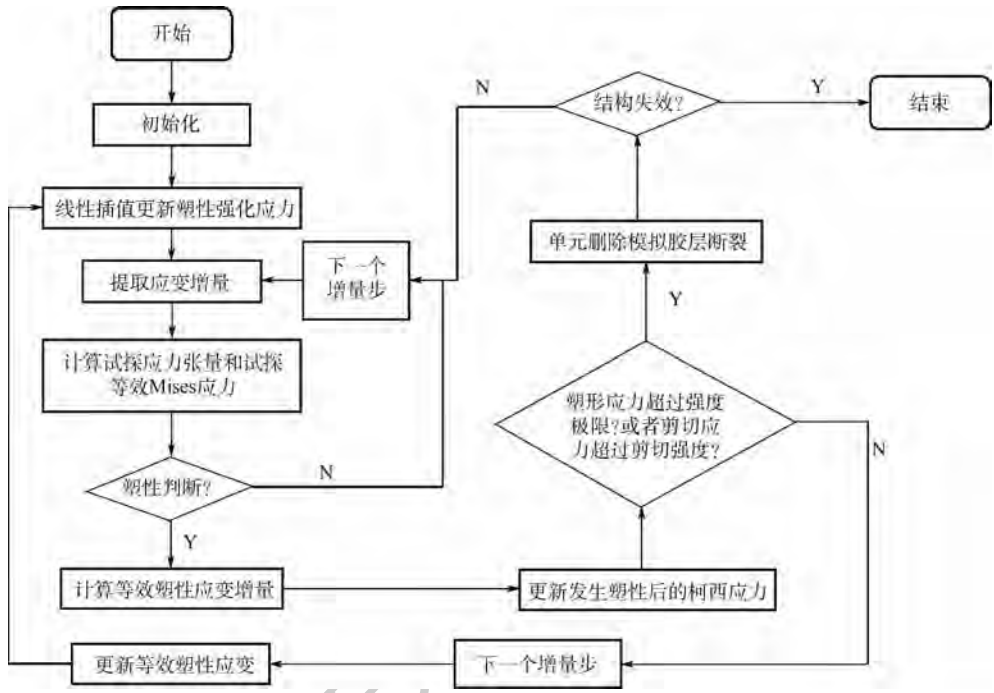 开始
初始化
线性插值更新塑性强化应力
提取应变增量
下一个
增量步
计算试探应力张量和试探
等效Mises应力
塑性判断?
N
Y
计算等效塑性应变增量
更新发生塑性后的柯西应力
塑形应力超过强度
极限?或者剪切应
力超过剪切强度?
Y
N
单元删除模拟胶层断裂
结构失效?
N
Y
结束
下一个增量步
更新等效塑性应变